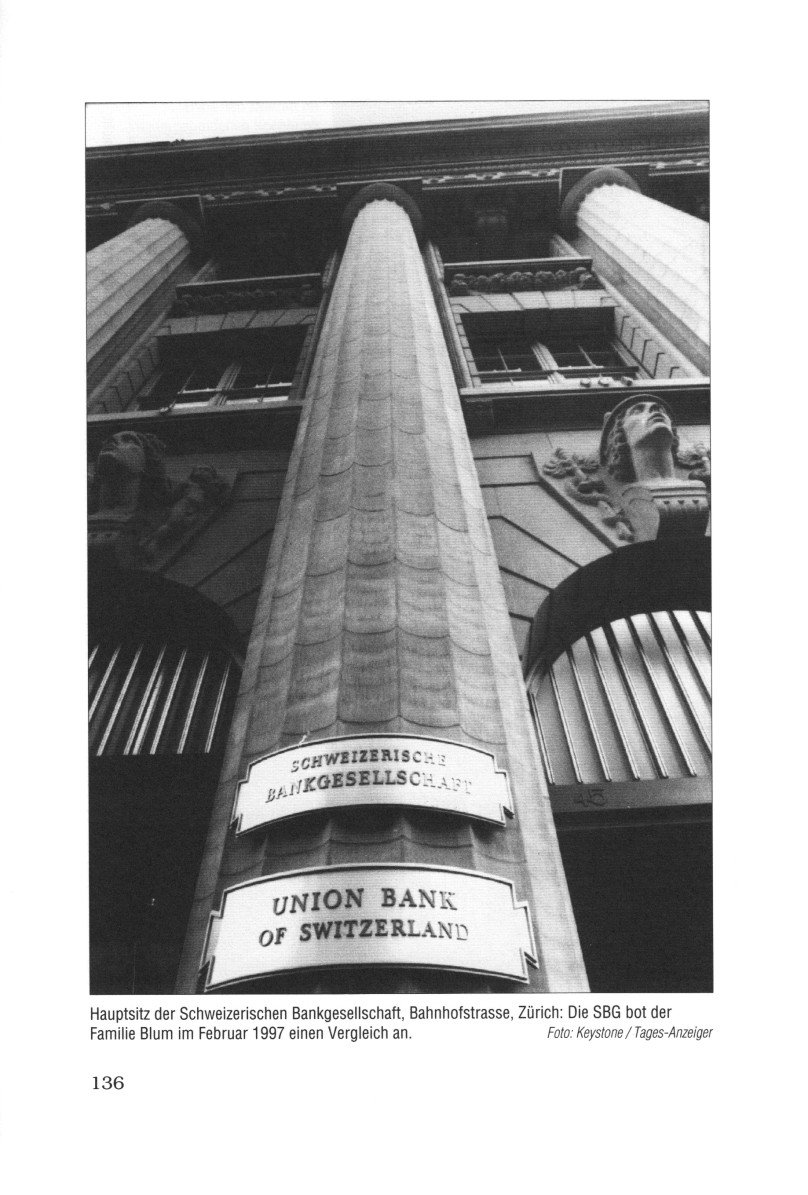 45
SCHWEIZERISCHE
BANKGESELLSCHAFT
UNION BANK
OF SWITZERLAND
Hauptsitz der Schweizerischen Bankgesellschaft, Bahnhofstrasse, Zürich: Die SBG bot der
Familie Blum im Februar 1997 einen Vergleich an. Foto: Keystone / Tages-Anzeiger
136